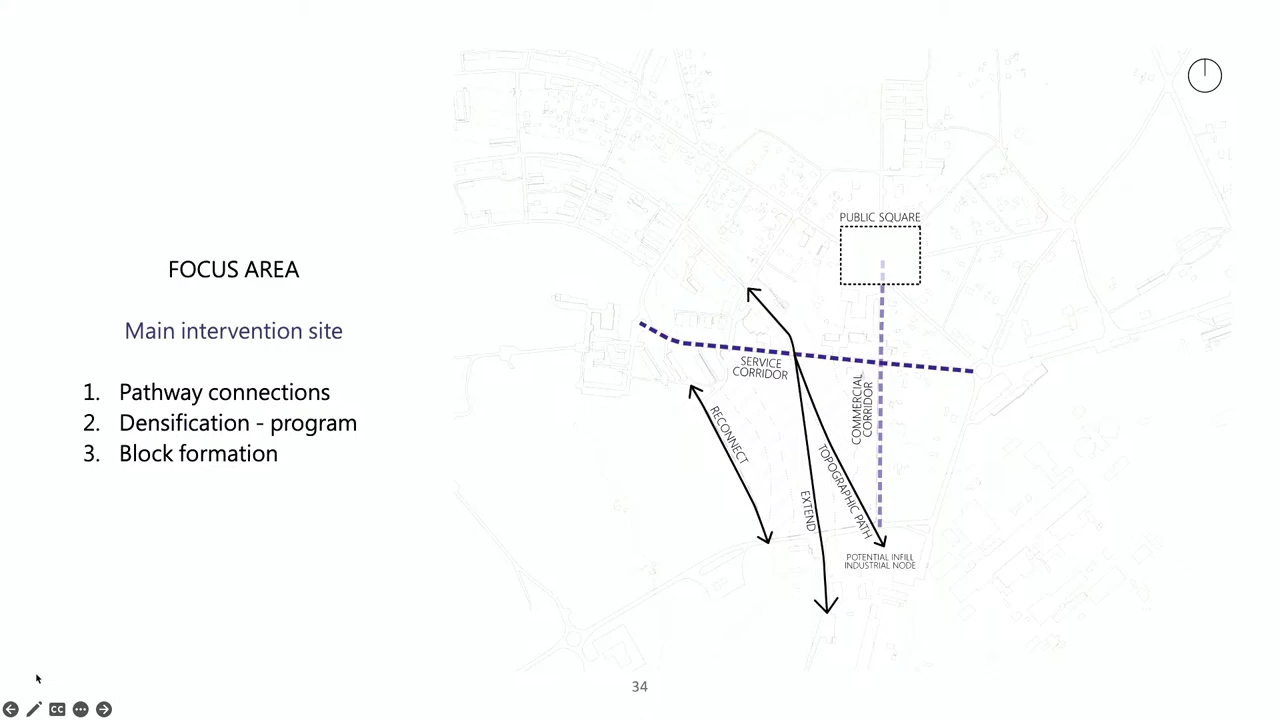 FOCUS AREA
Main intervention site
1. Pathway connections
2. Densification - program
3. Block formation
PUBLIC SQUARE
SERVICE
CORRIDOR
COMMERCIAL
CORRIDOR
RECONNECT
TOPOGRAPHIC PATH
EXTEND
POTENTIAL INFILL
INDUSTRIAL NODE
34
CC